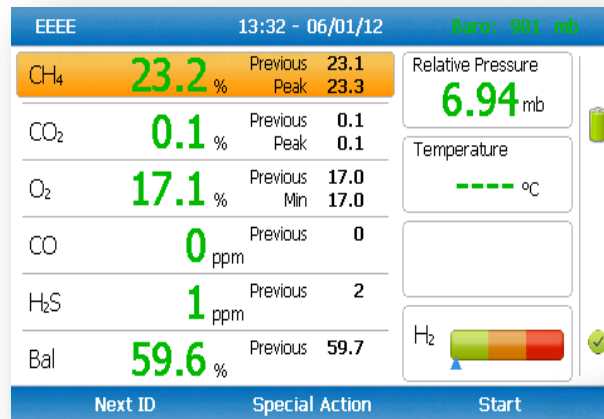 EEEE 13:32 - 06/01/12 Baro: 981 mb
CH₄ 23.2 % Previous 23.1
Peak 23.3
CO₂ 0.1 % Previous 0.1
Peak 0.1
O₂ 17.1 % Previous 17.0
Min 17.0
CO 0 ppm Previous 0
H₂S 1 ppm Previous 2
Bal 59.6 % Previous 59.7
Relative Pressure
6.94 mb
Temperature
---- ºC
H₂
Next ID Special Action Start